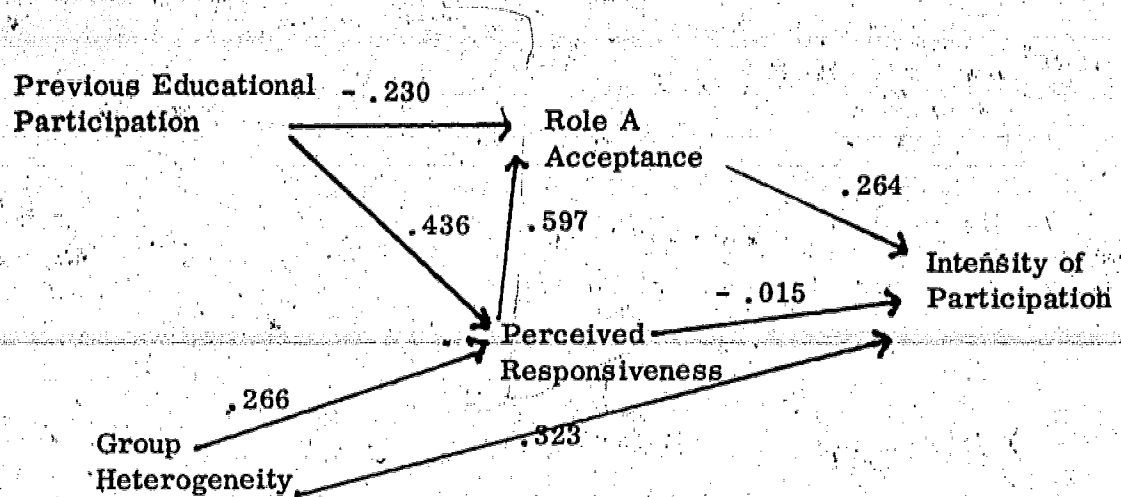 Previous Educational - .230
Participation
Role A
Acceptance
.264
.436
.597
Intensity of
Participation
- .015
Perceived
Responsiveness
.266
.323
Group
Heterogeneity